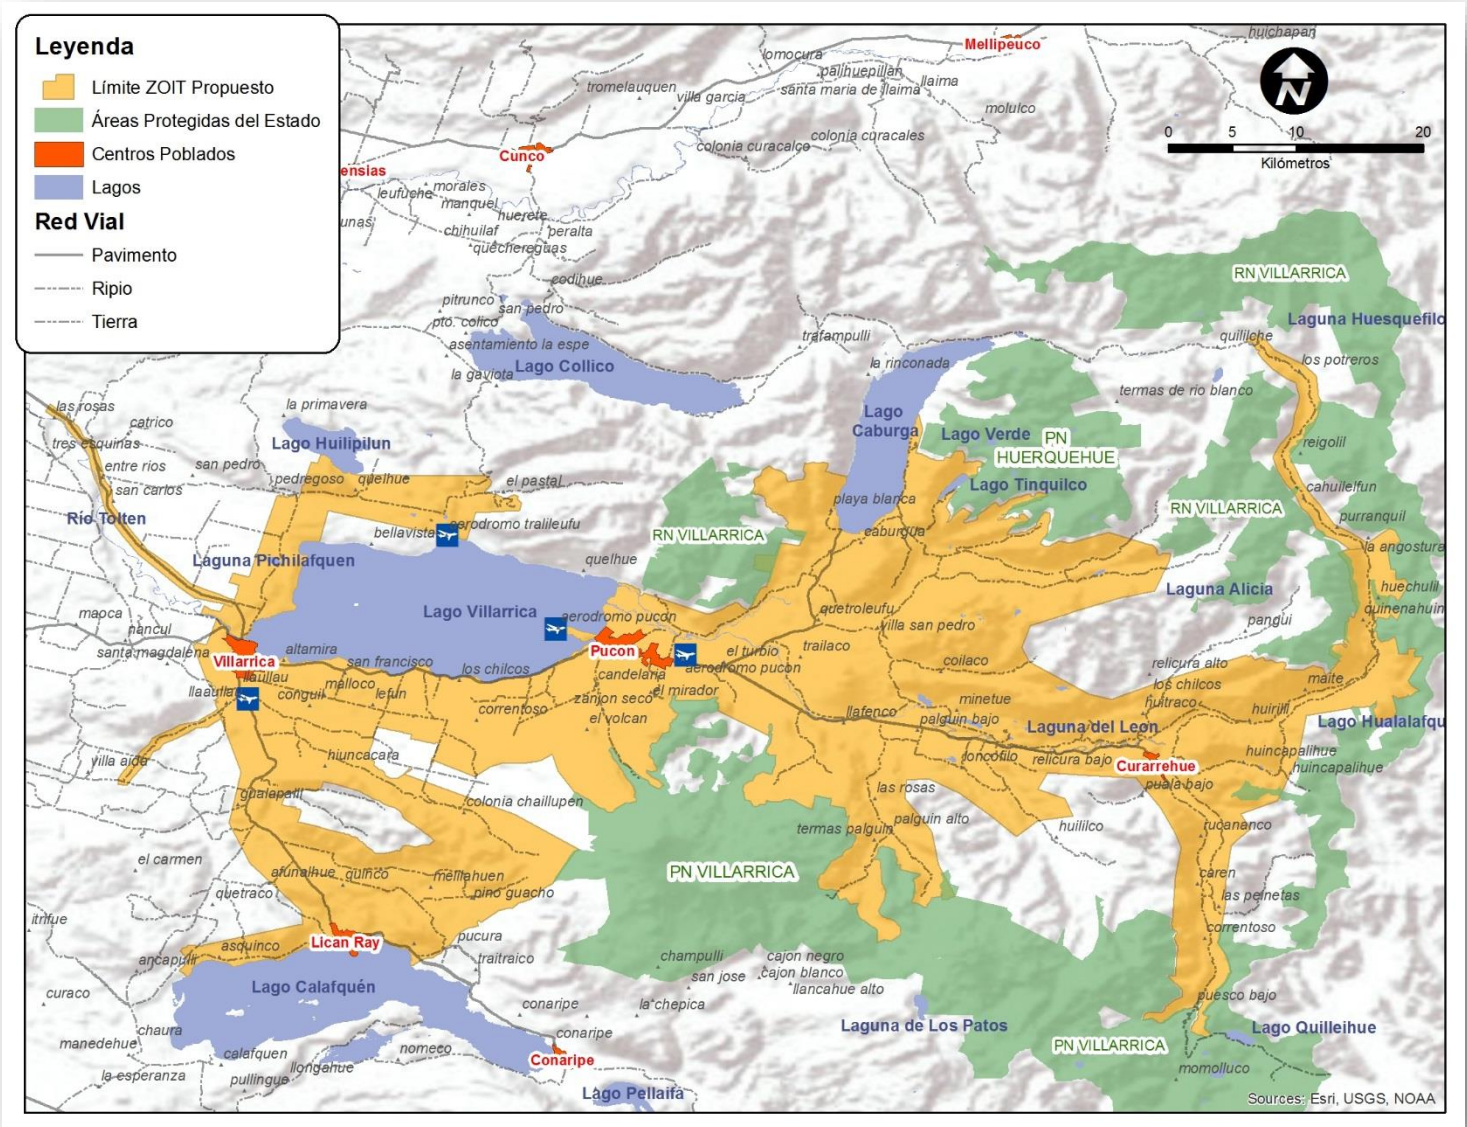 Leyenda
Límite ZOIT Propuesto
Áreas Protegidas del Estado
Centros Poblados
Lagos
Red Vial
Pavimento
Ripio
Tierra
huichapan
Mellipeuco
lomocura
palihuepillan
llaima
tromelauquen
villa garcia
santa maria de llaima
molulco
N
0 5 10 20
Kilómetros
colonia curacales
colonia curacalco
Cunco
ensias
leufuche
morales
manquel
huerete
unas
chihuilaf
peralta
quechereguas
codihue
RN VILLARRICA
pitrunco
san pedro
pto. colico
Laguna Huesquefilo
asentamiento la espe
trafampulli
quilliche
la gaviota
Lago Collico
la rinconada
los potreros
termas de rio blanco
las rosas
la primavera
catrico
Lago
Caburga
Lago Huilipilun
tres esquinas
Lago Verde
PN
HUERQUEHUE
reigolil
entre rios
san pedro
pedregoso
quelhue
el pastal
Lago Tinquilco
san carlos
playa blanca
cahuilelfun
Río Tolten
RN VILLARRICA
purranquil
bellavista
aerodromo tralileufu
RN VILLARRICA
caburgua
la angostura
Laguna Pichilafquen
quelhue
Laguna Alicia
huechulil
maoca
Lago Villarrica
aerodromo pucon
quetroleufu
quinenahuin
nancul
villa san pedro
pangui
santa magdalena
altamira
Pucon
el turbio
trailaco
Villarrica
san francisco
los chilcos
aerodromo pucon
coilaco
relicura alto
llaullau
malloco
candelaria
maite
conguil
lefun
zanjon seco
el mirador
los chilcos
correntoso
el volcan
minetue
huitraco
huirili
llafenco
palguin bajo
Laguna del Leon
Lago Hualalafqu
hiuncacara
loncofilo
relicura bajo
Curarrehue
huincapalihue
villa aida
huincapalihue
gualapalli
las rosas
puala bajo
colonia chaillupen
palguin alto
termas palguin
huililco
rucananco
el carmen
afunalhue
quinco
mellahuen
PN VILLARRICA
caren
quetraco
pino guacho
las peinetas
itrifue
Lican Ray
pucura
correntoso
asquinco
ancapulli
traitraico
champulli
cajon negro
san jose
cajon blanco
llancahue alto
curaco
Lago Calafquén
conaripe
la chepica
puesco bajo
chaura
Laguna de Los Patos
Lago Quilleihue
manedehue
conaripe
calafquen
nomeco
PN VILLARRICA
Conaripe
llongahue
la esperanza
pullingue
momolluco
Lago Pellaifa
Sources: Esri, USGS, NOAA